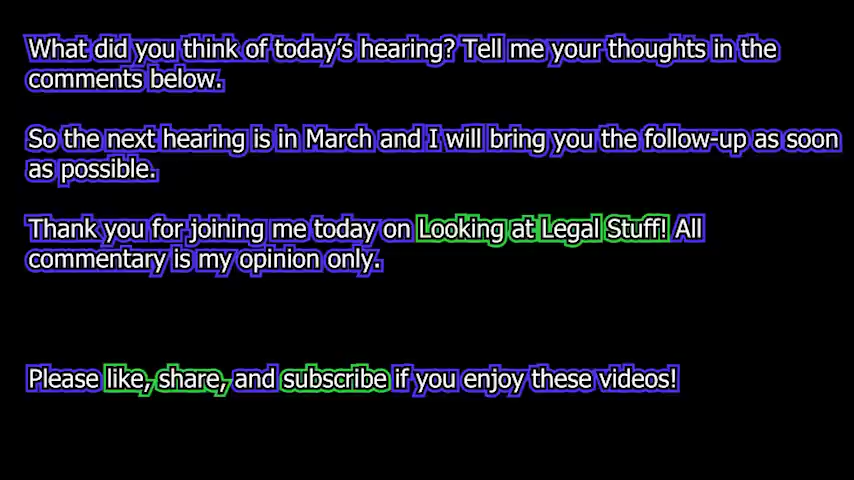 What did you think of today’s hearing? Tell me your thoughts in the
comments below.
So the next hearing is in March and I will bring you the follow-up as soon
as possible.
Thank you for joining me today on Looking at Legal Stuff! All
commentary is my opinion only.
Please like, share, and subscribe if you enjoy these videos!